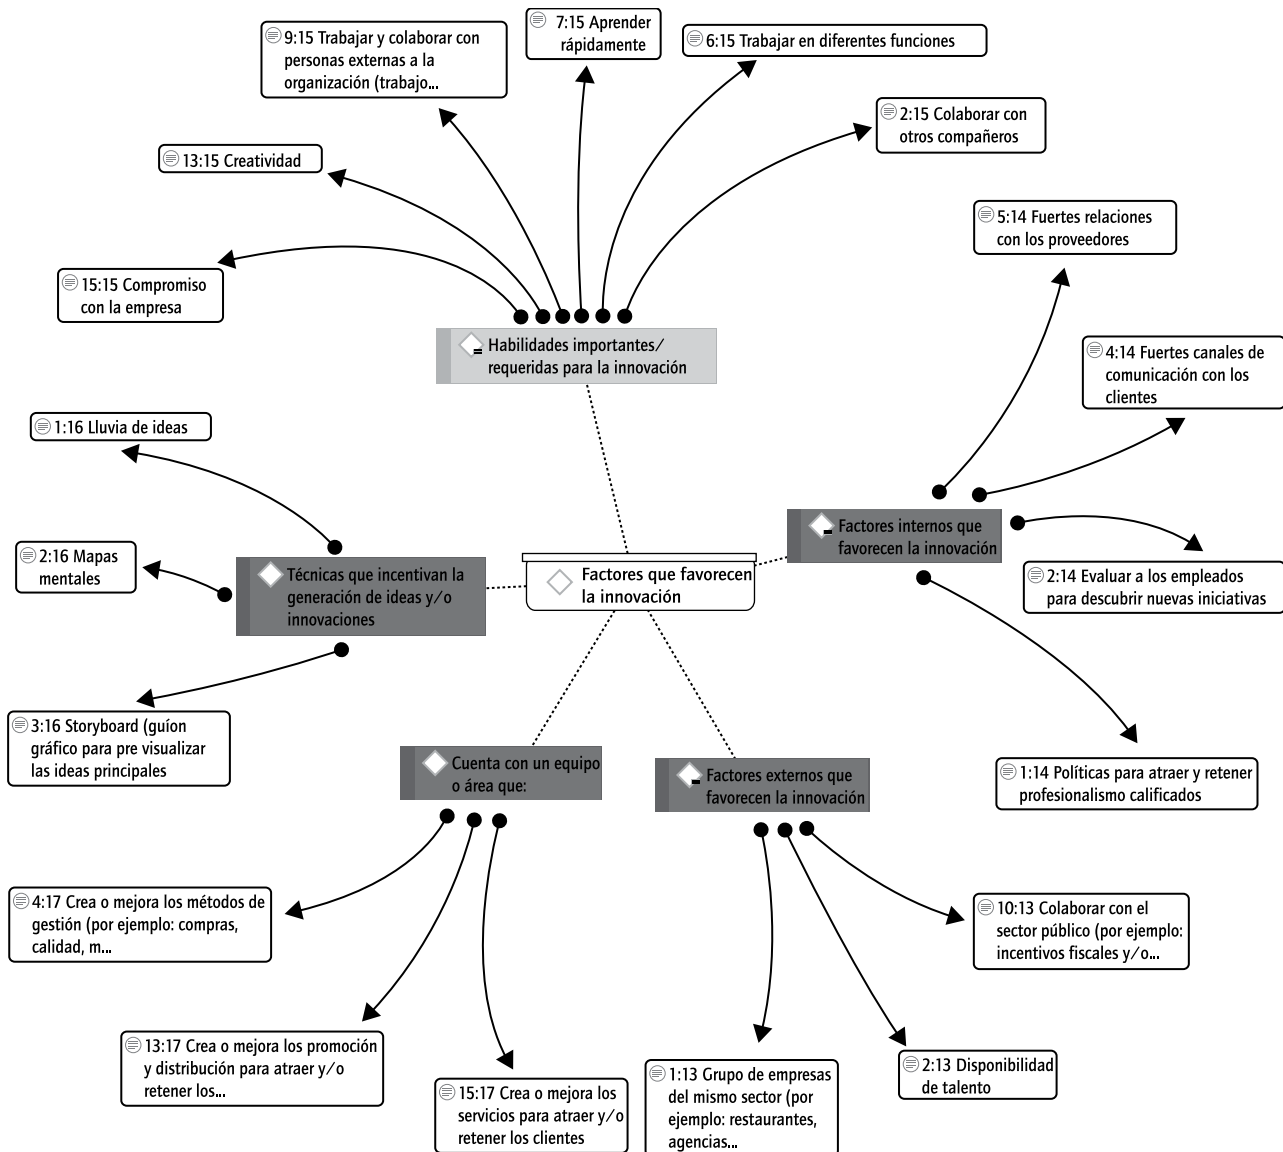 9:15 Trabajar y colaborar con
personas externas a la
organización (trabajo...
7:15 Aprender
rápidamente
6:15 Trabajar en diferentes funciones
2:15 Colaborar con
otros compañeros
13:15 Creatividad
15:15 Compromiso
con la empresa
5:14 Fuertes relaciones
con los proveedores
Habilidades importantes/
requeridas para la innovación
4:14 Fuertes canales de
comunicación con los
clientes
1:16 Lluvia de ideas
Factores internos que
favorecen la innovación
2:16 Mapas
mentales
Técnicas que incentivan la
generación de ideas y/o
innovaciones
Factores que favorecen
la innovación
2:14 Evaluar a los empleados
para descubrir nuevas iniciativas
3:16 Storyboard (guíon
gráfico para pre visualizar
las ideas principales
Cuenta con un equipo
o área que:
Factores externos que
favorecen la innovación
1:14 Políticas para atraer y retener
profesionalismo calificados
4:17 Crea o mejora los métodos de
gestión (por ejemplo: compras,
calidad, m...
10:13 Colaborar con el
sector público (por ejemplo:
incentivos fiscales y/o...
13:17 Crea o mejora los promoción
y distribución para atraer y/o
retener los...
15:17 Crea o mejora los
servicios para atraer y/o
retener los clientes
1:13 Grupo de empresas
del mismo sector (por
ejemplo: restaurantes,
agencias...
2:13 Disponibilidad
de talento